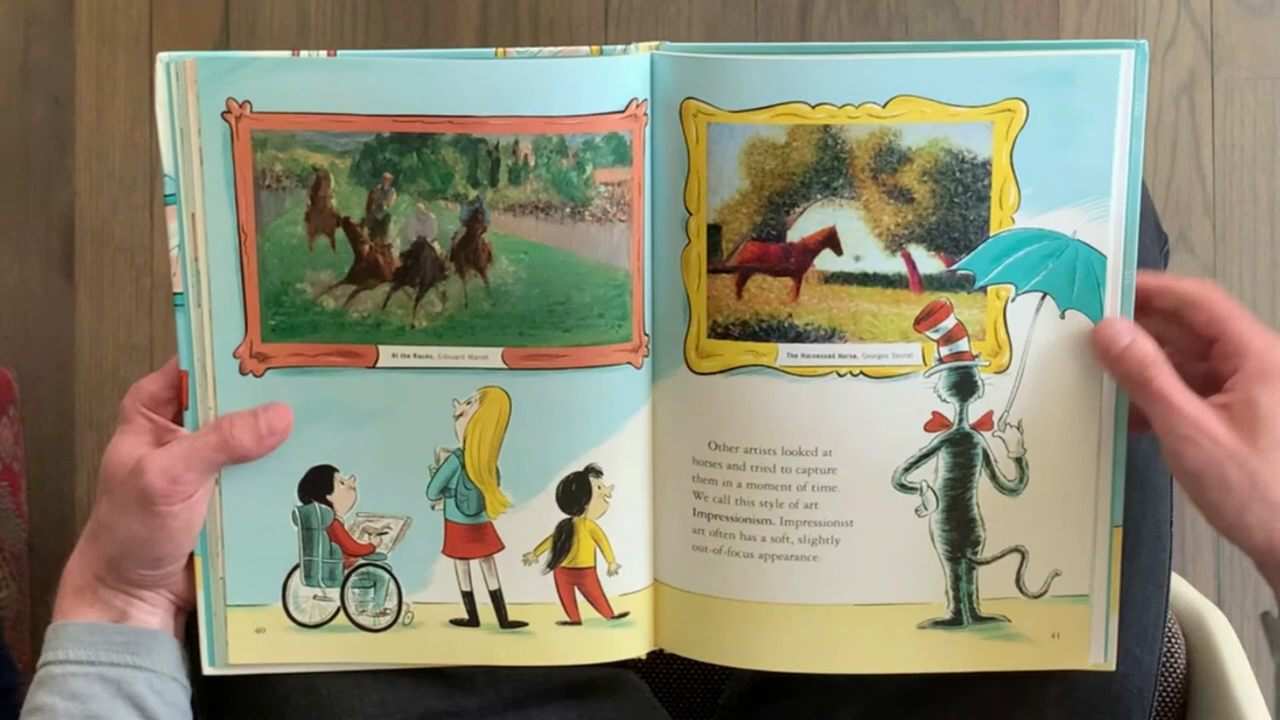 At the Races, Edouard Manet
The Harnessed Horse, Georges Seurat
Other artists looked at
horses and tried to capture
them in a moment of time.
We call this style of art
Impressionism. Impressionist
art often has a soft, slightly
out-of-focus appearance.
40
41